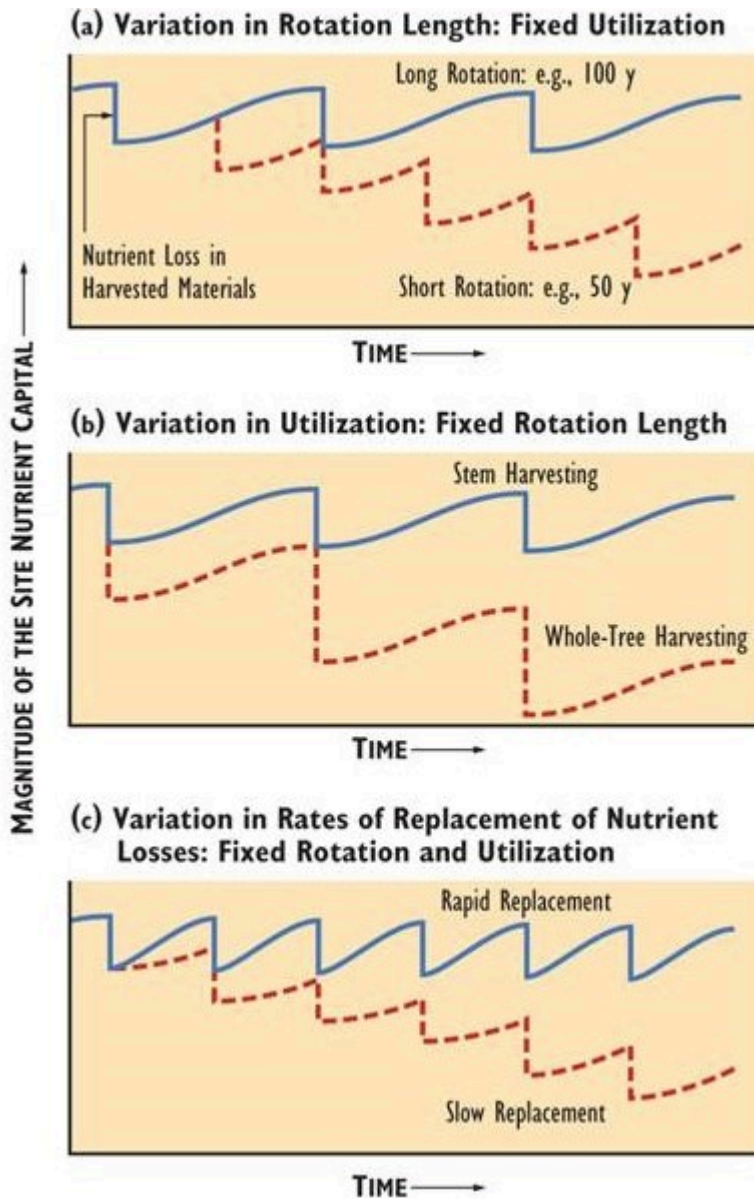 (a) Variation in Rotation Length: Fixed Utilization
Long Rotation: e.g., 100 y
Nutrient Loss in
Harvested Materials
Short Rotation: e.g., 50 y
TIME
MAGNITUDE OF THE SITE NUTRIENT CAPITAL
(b) Variation in Utilization: Fixed Rotation Length
Stem Harvesting
Whole-Tree Harvesting
TIME
(c) Variation in Rates of Replacement of Nutrient
Losses: Fixed Rotation and Utilization
Rapid Replacement
Slow Replacement
TIME